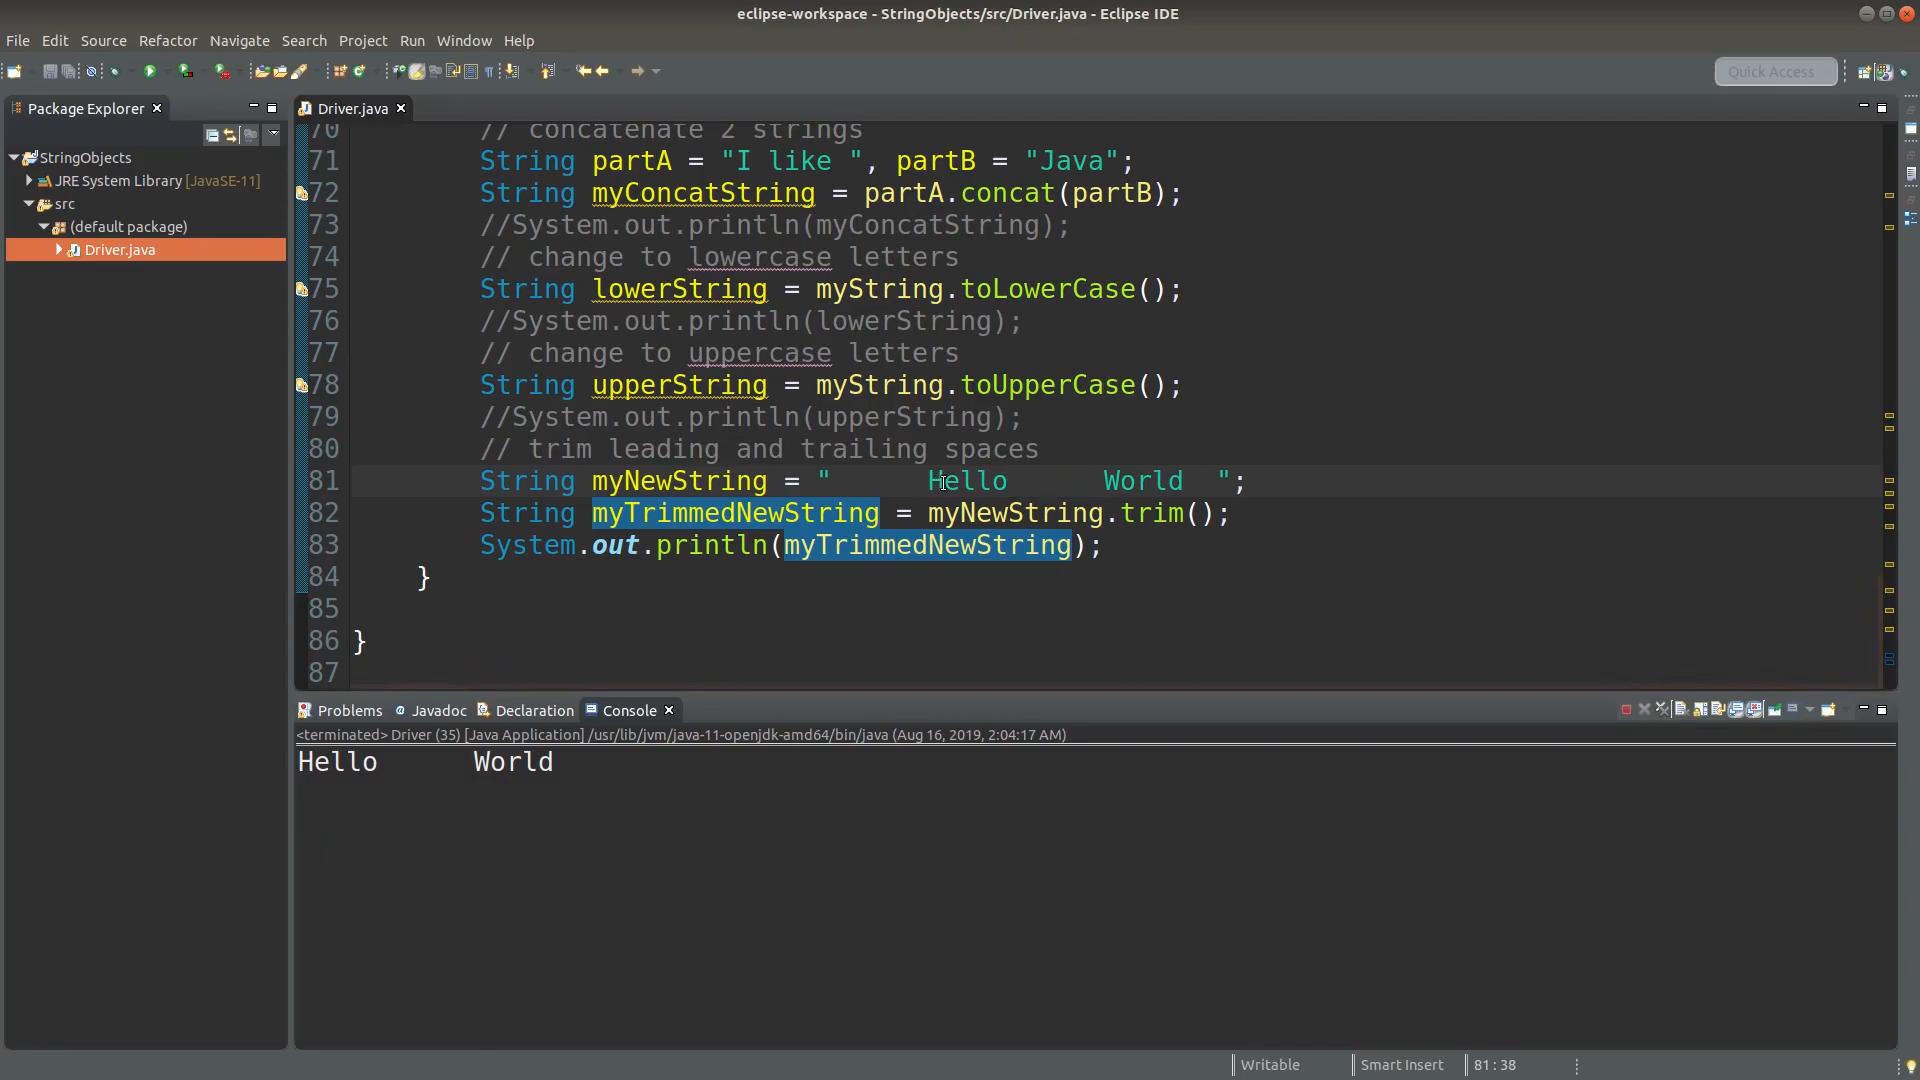 eclipse-workspace - StringObjects/src/Driver.java - Eclipse IDE
File Edit Source Refactor Navigate Search Project Run Window Help
Quick Access
Package Explorer
Driver.java
StringObjects
JRE System Library [JavaSE-11]
src
(default package)
Driver.java
70 // concatenate 2 strings
71 String partA = "I like ", partB = "Java";
72 String myConcatString = partA.concat(partB);
73 //System.out.println(myConcatString);
74 // change to lowercase letters
75 String lowerString = myString.toLowerCase();
76 //System.out.println(lowerString);
77 // change to uppercase letters
78 String upperString = myString.toUpperCase();
79 //System.out.println(upperString);
80 // trim leading and trailing spaces
81 String myNewString = "      Hello      World  ";
82 String myTrimmedNewString = myNewString.trim();
83 System.out.println(myTrimmedNewString);
84 }
85
86 }
87
Problems Javadoc Declaration Console
<terminated> Driver (35) [Java Application] /usr/lib/jvm/java-11-openjdk-amd64/bin/java (Aug 16, 2019, 2:04:17 AM)
Hello      World
Writable Smart Insert 81 : 38